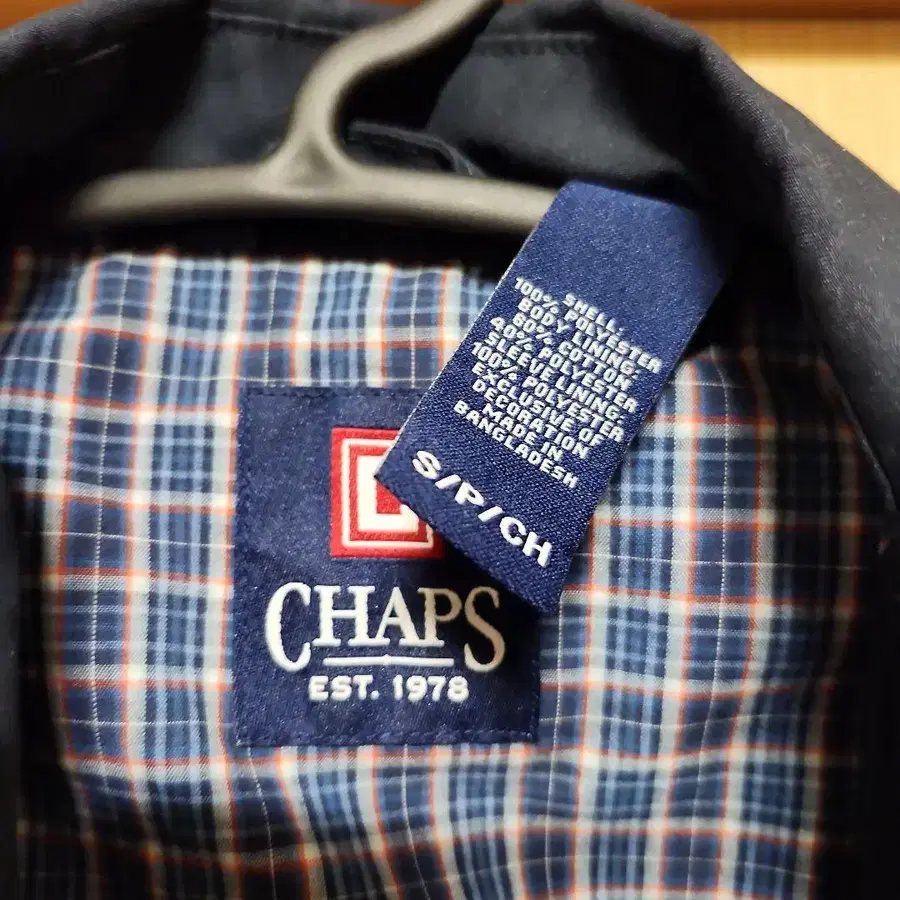 SHELL:
100% POLYESTER
BODY LINING:
60% COTTON
40% POLYESTER
SLEEVE LINING:
100% POLYESTER
EXCLUSIVE OF
DECORATION
MADE IN
BANGLADESH
S/P/CH
CHAPS
EST. 1978